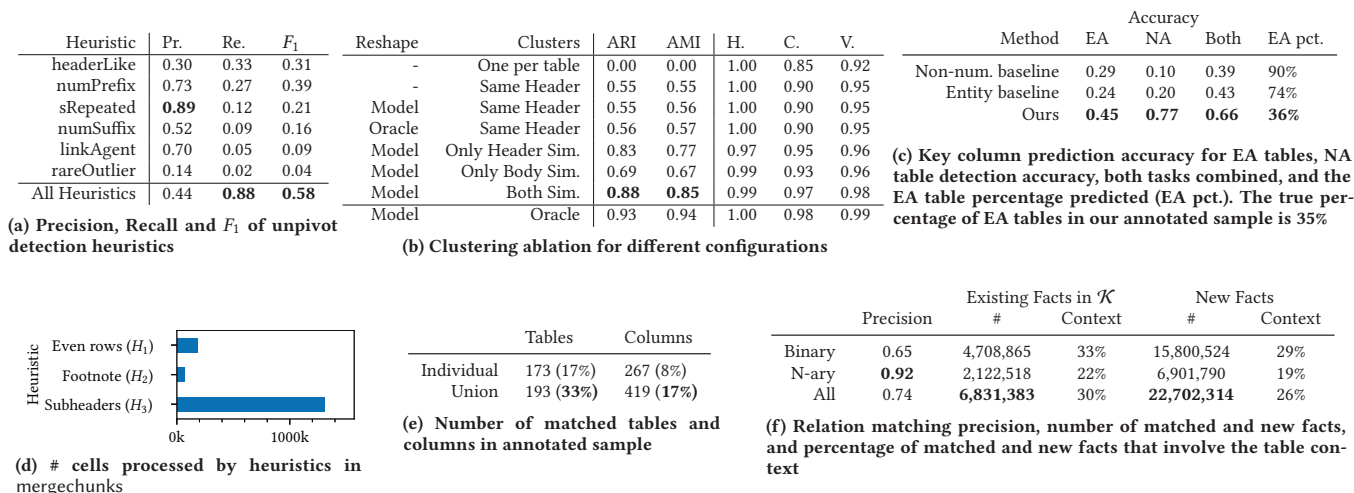 Heuristic Pr. Re. F1
headerLike 0.30 0.33 0.31
numPrefix 0.73 0.27 0.39
sRepeated 0.89 0.12 0.21
numSuffix 0.52 0.09 0.16
linkAgent 0.70 0.05 0.09
rareOutlier 0.14 0.02 0.04
All Heuristics 0.44 0.88 0.58
(a) Precision, Recall and F1 of unpivot
detection heuristics
Reshape Clusters ARI AMI H. C. V.
- One per table 0.00 0.00 1.00 0.85 0.92
- Same Header 0.55 0.55 1.00 0.90 0.95
Model Same Header 0.55 0.56 1.00 0.90 0.95
Oracle Same Header 0.56 0.57 1.00 0.90 0.95
Model Only Header Sim. 0.83 0.77 0.97 0.95 0.96
Model Only Body Sim. 0.69 0.67 0.99 0.93 0.96
Model Both Sim. 0.88 0.85 0.99 0.97 0.98
Model Oracle 0.93 0.94 1.00 0.98 0.99
(b) Clustering ablation for different configurations
Accuracy
Method EA NA Both EA pct.
Non-num. baseline 0.29 0.10 0.39 90%
Entity baseline 0.24 0.20 0.43 74%
Ours 0.45 0.77 0.66 36%
(c) Key column prediction accuracy for EA tables, NA
table detection accuracy, both tasks combined, and the
EA table percentage predicted (EA pct.). The true per-
centage of EA tables in our annotated sample is 35%
Heuristic
Even rows (H1)
Footnote (H2)
Subheaders (H3)
0k 1000k
(d) # cells processed by heuristics in
mergechunks
Tables Columns
Individual 173 (17%) 267 (8%)
Union 193 (33%) 419 (17%)
(e) Number of matched tables and
columns in annotated sample
Existing Facts in 𝒦 New Facts
Precision # Context # Context
Binary 0.65 4,708,865 33% 15,800,524 29%
N-ary 0.92 2,122,518 22% 6,901,790 19%
All 0.74 6,831,383 30% 22,702,314 26%
(f) Relation matching precision, number of matched and new facts,
and percentage of matched and new facts that involve the table con-
text